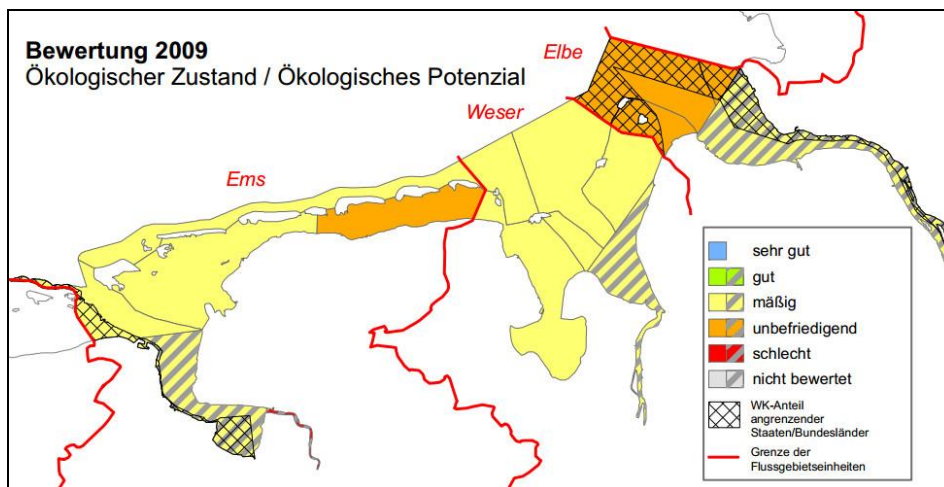 Bewertung 2009
Ökologischer Zustand / Ökologisches Potenzial
Elbe
Weser
Ems
sehr gut
gut
mäßig
unbefriedigend
schlecht
nicht bewertet
WK-Anteil
angrenzender
Staaten/Bundesländer
Grenze der
Flussgebietseinheiten